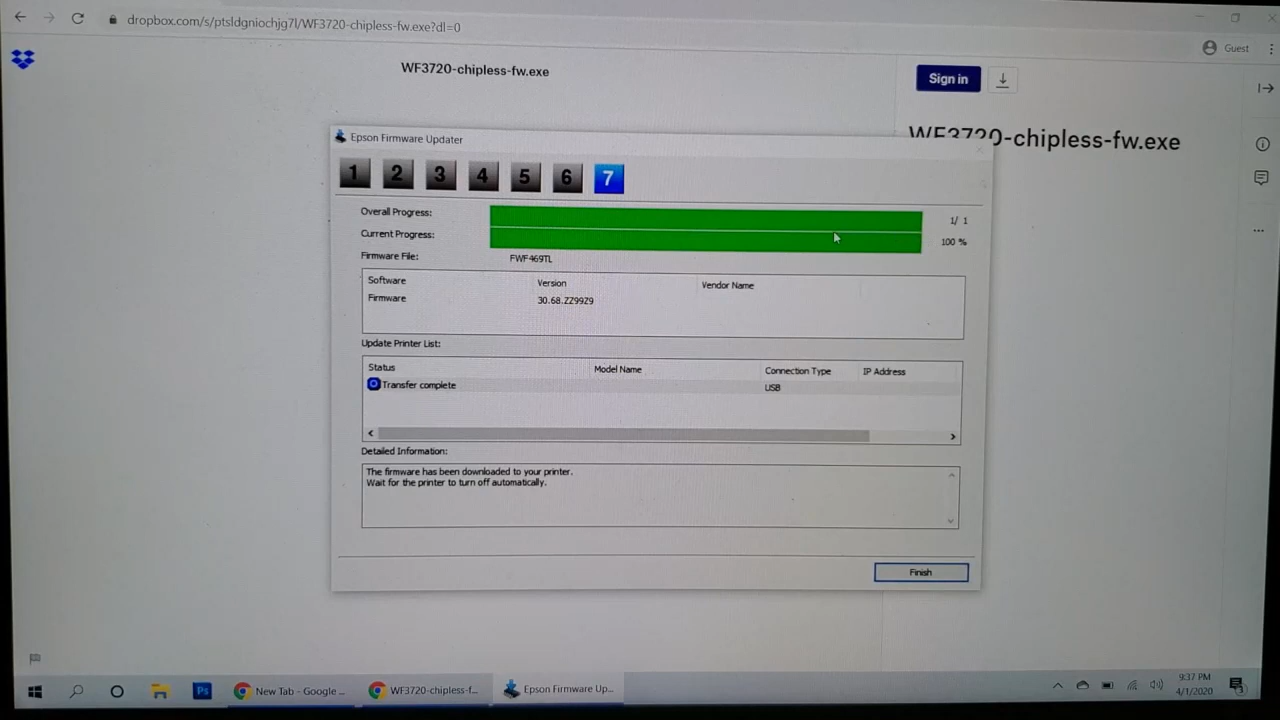 dropbox.com/s/ptsldgniochjg7l/WF3720-chipless-fw.exe?dl=0
Guest
WF3720-chipless-fw.exe
Sign in
WF3720-chipless-fw.exe
Epson Firmware Updater
1 2 3 4 5 6 7
Overall Progress: 1/ 1
Current Progress: 100 %
Firmware File: FWF469TL
Software Version Vendor Name
Firmware 30.68.ZZ99Z9
Update Printer List:
Status Model Name Connection Type IP Address
Transfer complete USB
Detailed Information:
The firmware has been downloaded to your printer.
Wait for the printer to turn off automatically.
Finish
Ps New Tab - Google ... WF3720-chipless-f... Epson Firmware Up...
9:37 PM
4/1/2020